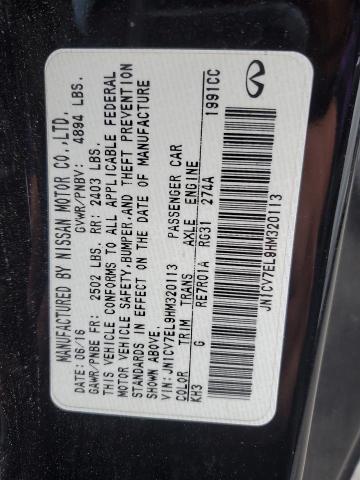 MANUFACTURED BY NISSAN MOTOR CO.,LTD.
DATE: 06/16 GVWR/PNBV: 4894 LBS.
GAWR/PNBE FR: 2502 LBS. RR: 2403 LBS.
THIS VEHICLE CONFORMS TO ALL APPLICABLE FEDERAL
MOTOR VEHICLE SAFETY,BUMPER,AND THEFT PREVENTION
STANDARDS IN EFFECT ON THE DATE OF MANUFACTURE
SHOWN ABOVE.
VIN:JN1CV7EL9HM320113 PASSENGER CAR
COLOR TRIM TRANS AXLE ENGINE
KH3 G RE7R01A RG31 274A 1991CC
JN1CV7EL9HM320113